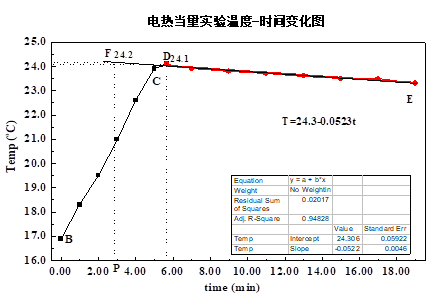 电热当量实验温度-时间变化图
25.0
24.0
23.0
22.0
21.0
20.0
19.0
18.0
17.0
16.0
Temp (°C)
F 24.2
D24.1
C
B
E
T=24.3-0.0523t
Equation y = a + b*x
Weight No Weightin
Residual Sum of Squares 0.02017
Adj. R-Square 0.94828
Value Standard Err
Temp Intercept 24.306 0.05922
Temp Slope -0.0522 0.0046
0.00 2.00 4.00 6.00 8.00 10.00 12.00 14.00 16.00 18.00
P
time (min)